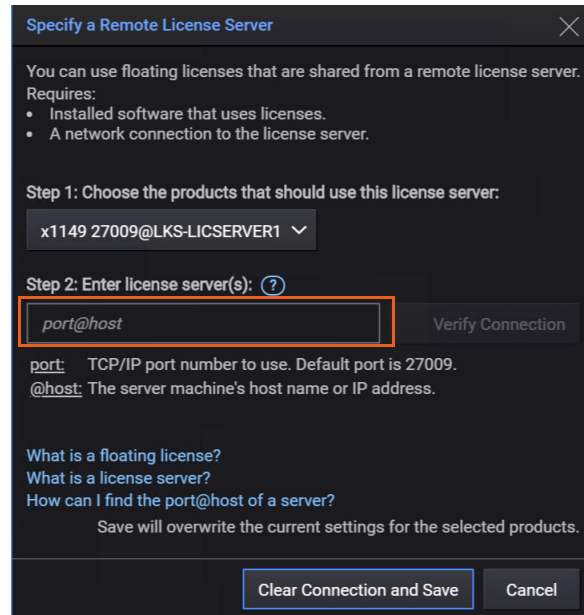 Specify a Remote License Server
You can use floating licenses that are shared from a remote license server.
Requires:
• Installed software that uses licenses.
• A network connection to the license server.
Step 1: Choose the products that should use this license server:
x1149 27009@LKS-LICSERVER1
Step 2: Enter license server(s): ?
port@host
Verify Connection
port: TCP/IP port number to use. Default port is 27009.
@host: The server machine's host name or IP address.
What is a floating license?
What is a license server?
How can I find the port@host of a server?
Save will overwrite the current settings for the selected products.
Clear Connection and Save
Cancel